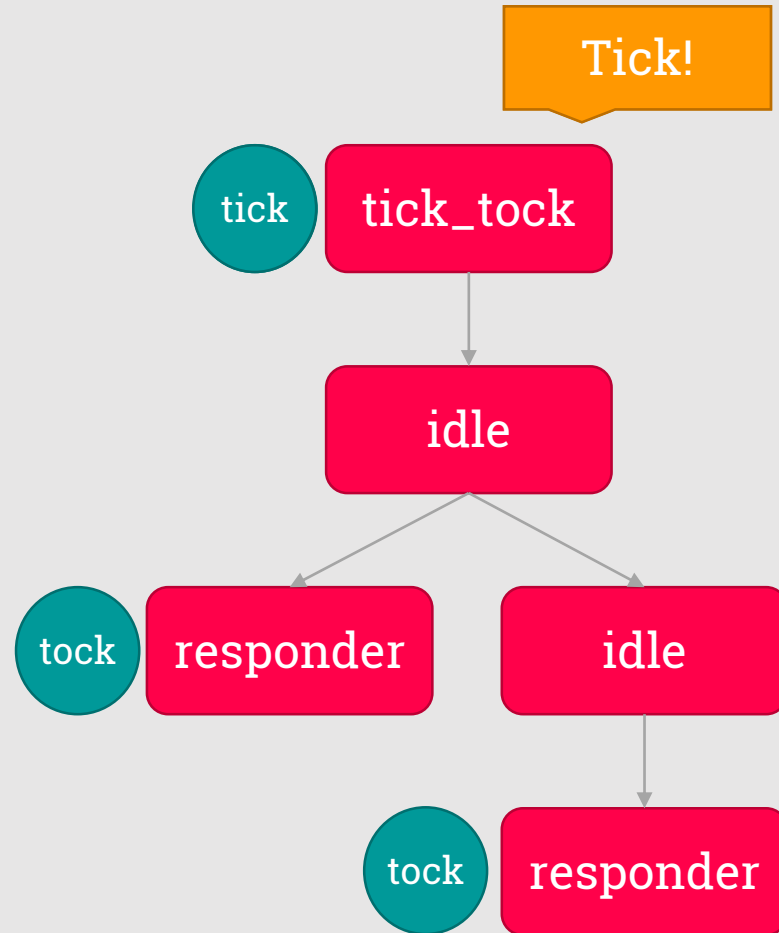 Tick!
tick
tick_tock
idle
tock
responder
idle
tock
responder